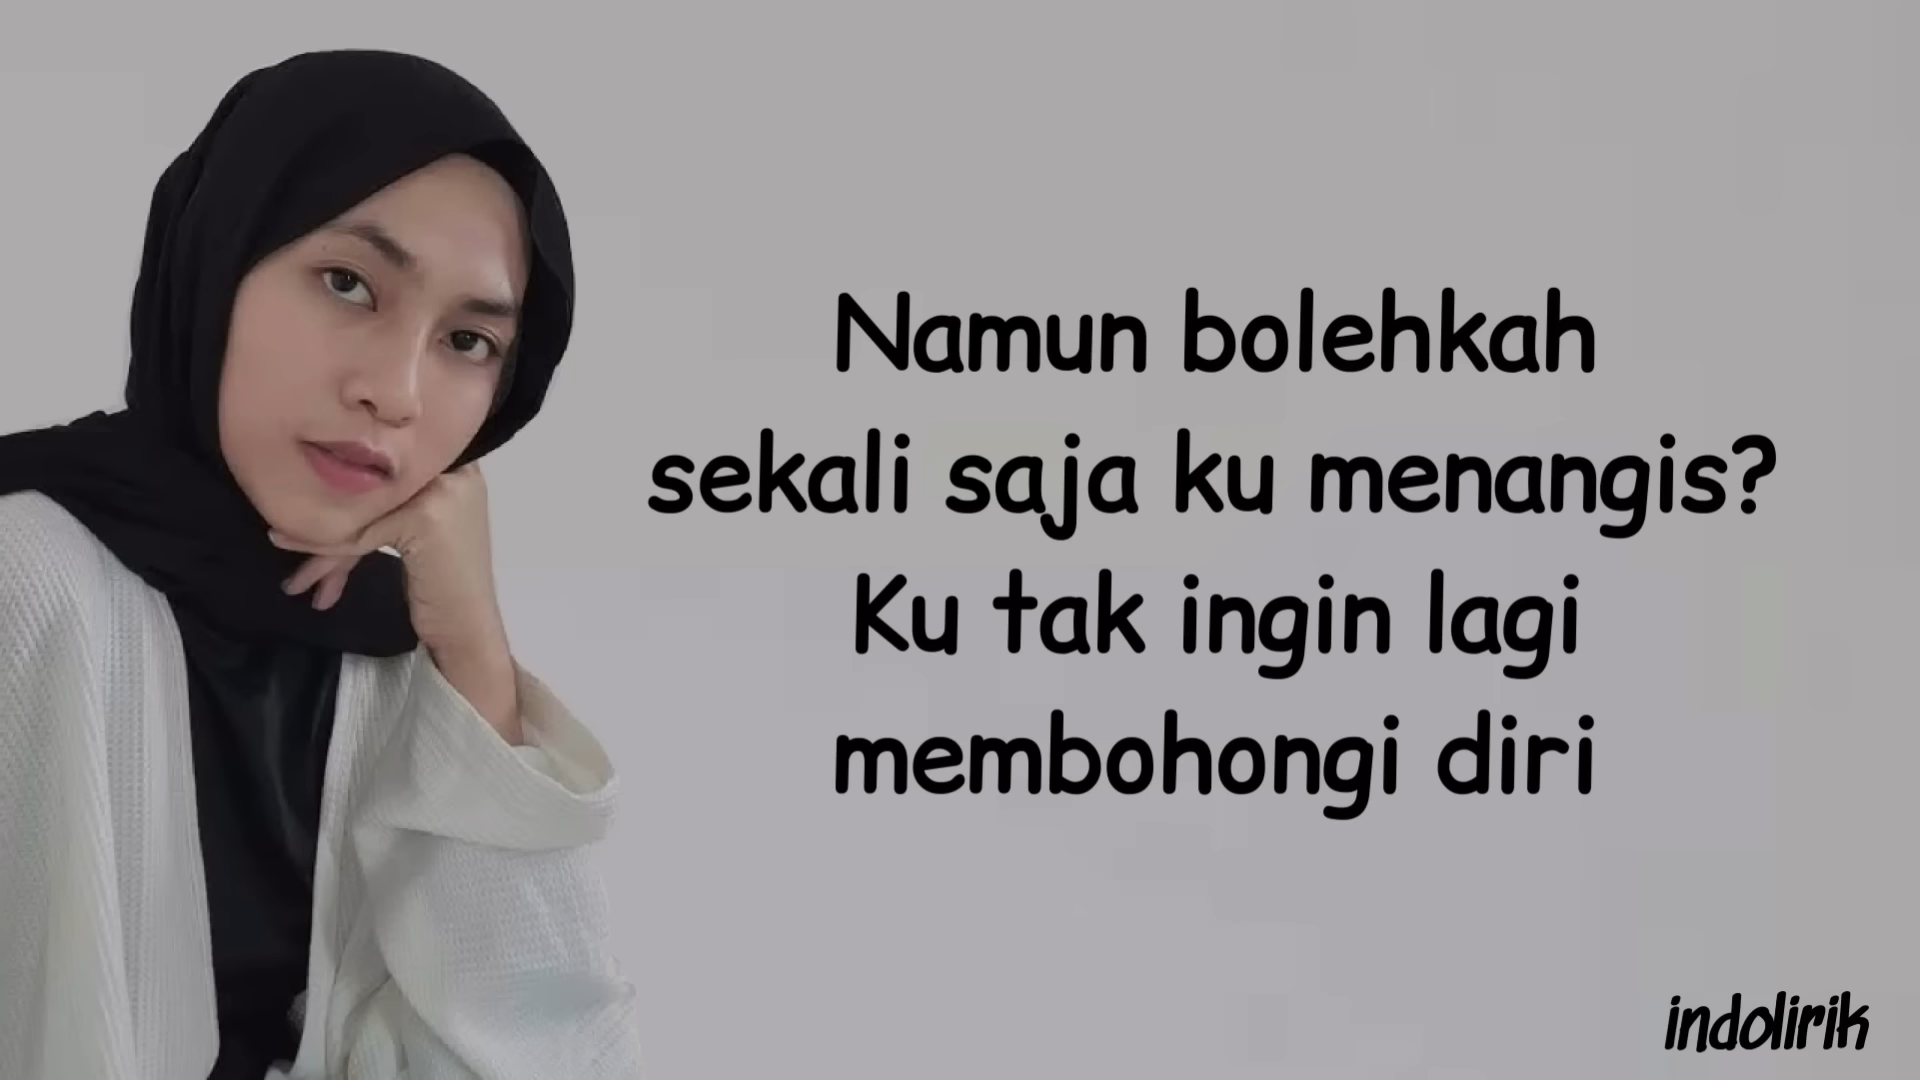 Namun bolehkah
sekali saja ku menangis?
Ku tak ingin lagi
membohongi diri
indolirik